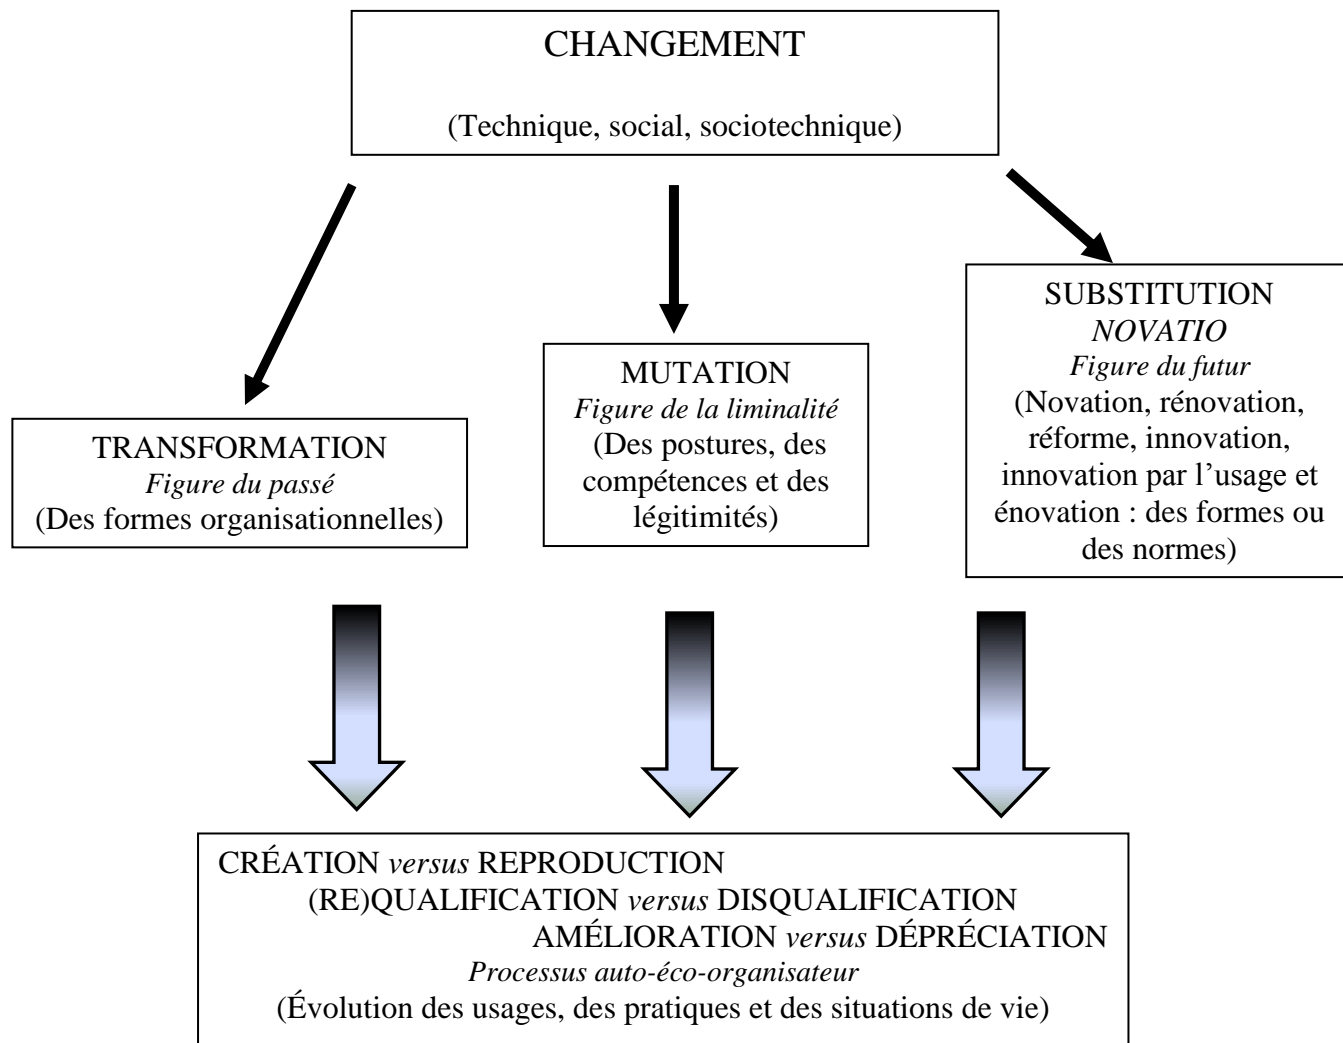 CHANGEMENT
(Technique, social, sociotechnique)
TRANSFORMATION
Figure du passé
(Des formes organisationnelles)
MUTATION
Figure de la liminalité
(Des postures, des
compétences et des
légitimités)
SUBSTITUTION
NOVATIO
Figure du futur
(Novation, rénovation,
réforme, innovation,
innovation par l’usage et
énovation : des formes ou
des normes)
CRÉATION versus REPRODUCTION
(RE)QUALIFICATION versus DISQUALIFICATION
AMÉLIORATION versus DÉPRÉCIATION
Processus auto-éco-organisateur
(Évolution des usages, des pratiques et des situations de vie)